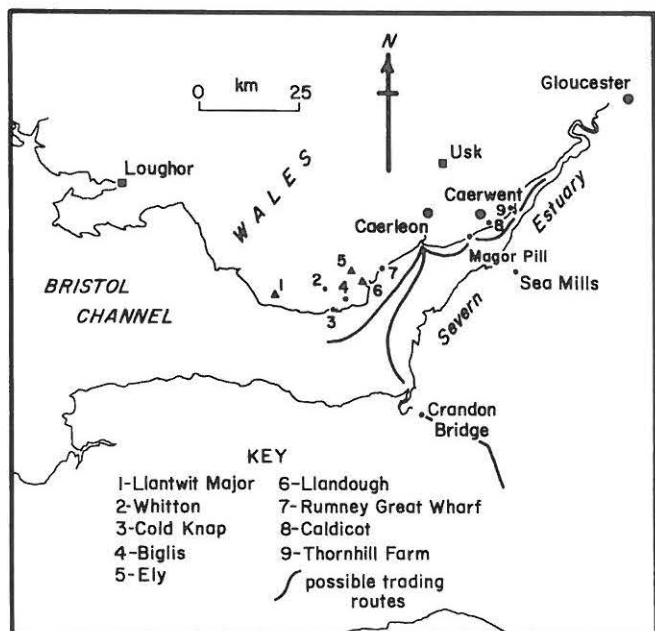 N
km
0 25
Gloucester
Usk
Loughor
WALES
Caerwent
Caerleon
9
8
Estuary
Magor Pill
Sea Mills
5
7
6
1
2
4
3
BRISTOL
CHANNEL
Severn
Crandon
Bridge
KEY
1-Llantwit Major
2-Whitton
3-Cold Knap
4-Biglis
5-Ely
6-Llandough
7-Rumney Great Wharf
8-Caldicot
9-Thornhill Farm
possible trading
routes